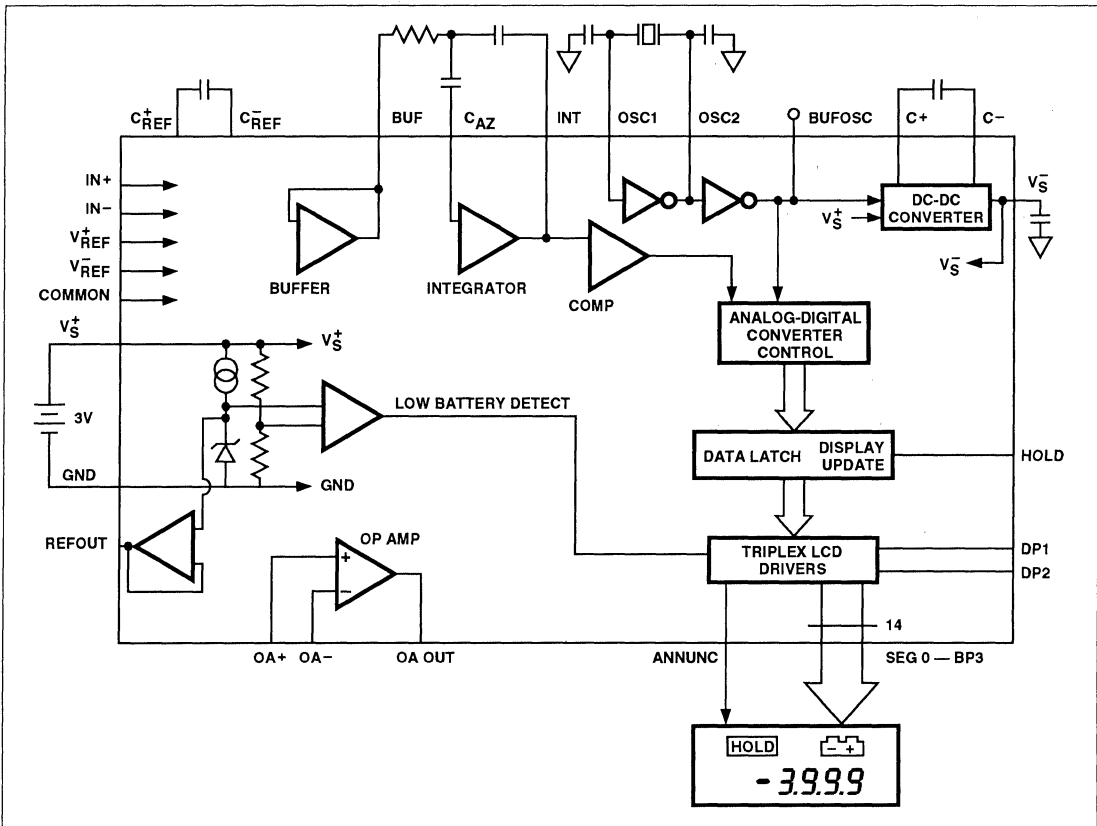 C+REF C-REF BUF CAZ INT OSC1 OSC2 BUFOSC C+ C-
IN+
IN-
V+REF
V-REF
COMMON
BUFFER
INTEGRATOR
COMP
DC-DC
CONVERTER
V+S
V-S
V-S
ANALOG-DIGITAL
CONVERTER
CONTROL
V+S
V+S
3V
GND
GND
LOW BATTERY DETECT
DATA LATCH
DISPLAY
UPDATE
HOLD
REFOUT
OP AMP
+
-
TRIPLEX LCD
DRIVERS
DP1
DP2
14
OA+ OA- OA OUT
ANNUNC
SEG 0 — BP3
HOLD
- +
-3.9.9.9